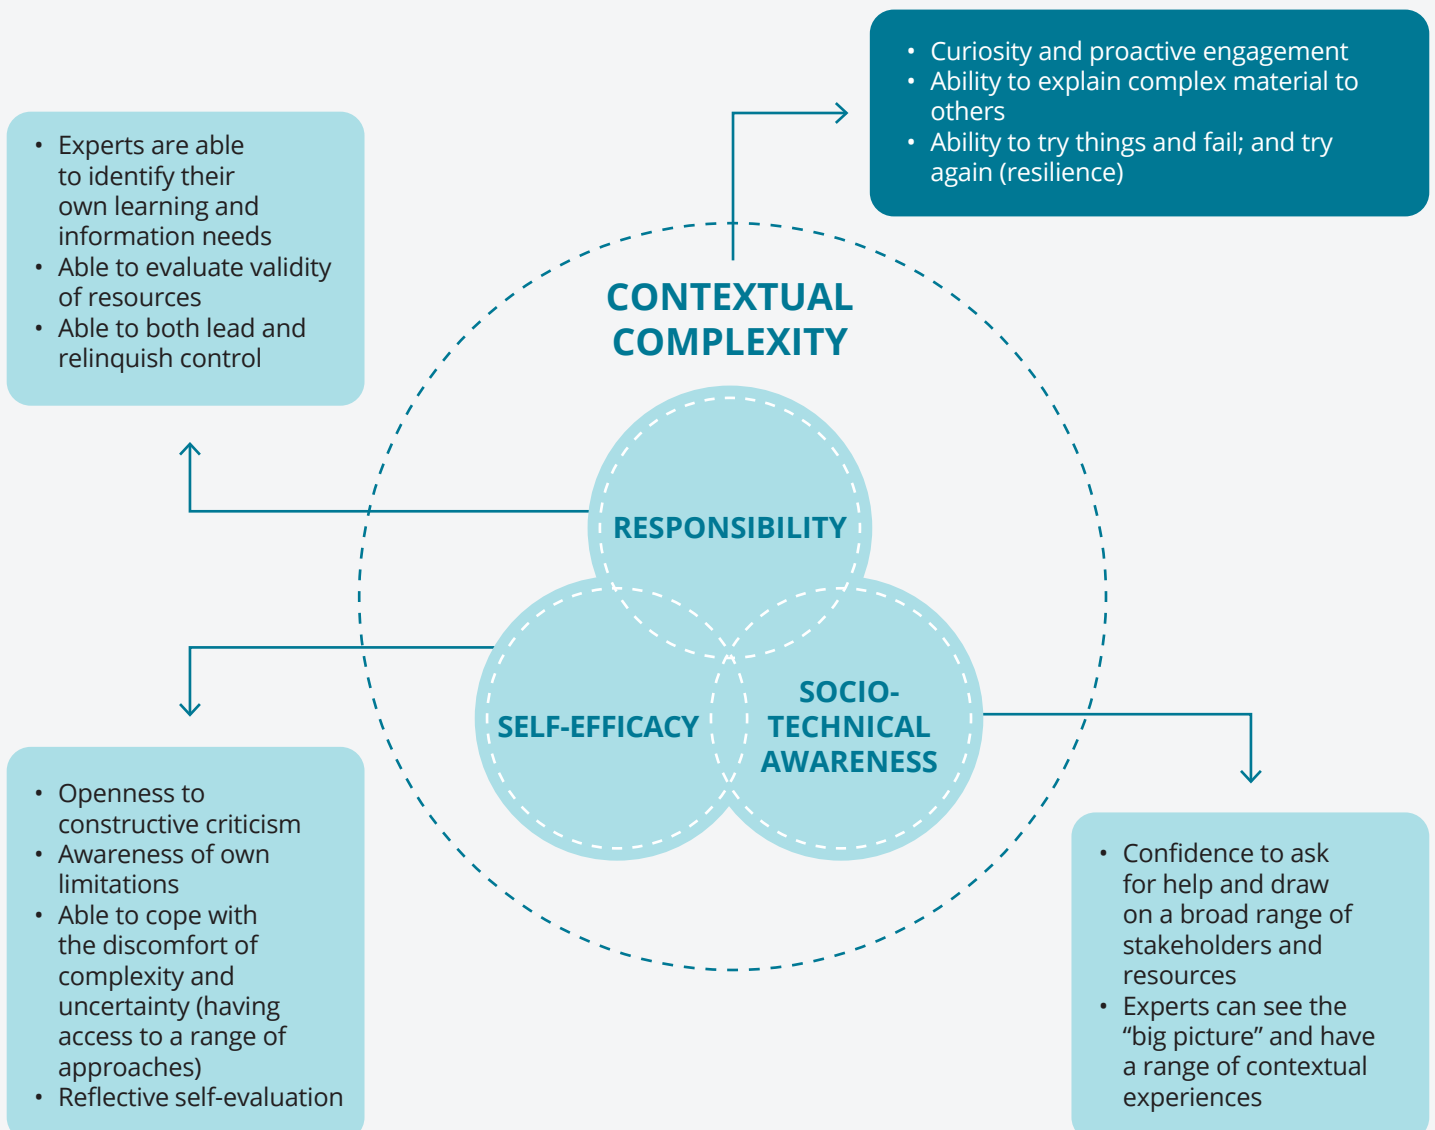 • Curiosity and proactive engagement
• Ability to explain complex material to
others
• Ability to try things and fail; and try
again (resilience)
• Experts are able
to identify their
own learning and
information needs
• Able to evaluate validity
of resources
• Able to both lead and
relinquish control
CONTEXTUAL
COMPLEXITY
RESPONSIBILITY
SELF-EFFICACY
SOCIO-
TECHNICAL
AWARENESS
• Openness to
constructive criticism
• Awareness of own
limitations
• Able to cope with
the discomfort of
complexity and
uncertainty (having
access to a range of
approaches)
• Reflective self-evaluation
• Confidence to ask
for help and draw
on a broad range of
stakeholders and
resources
• Experts can see the
“big picture” and have
a range of contextual
experiences